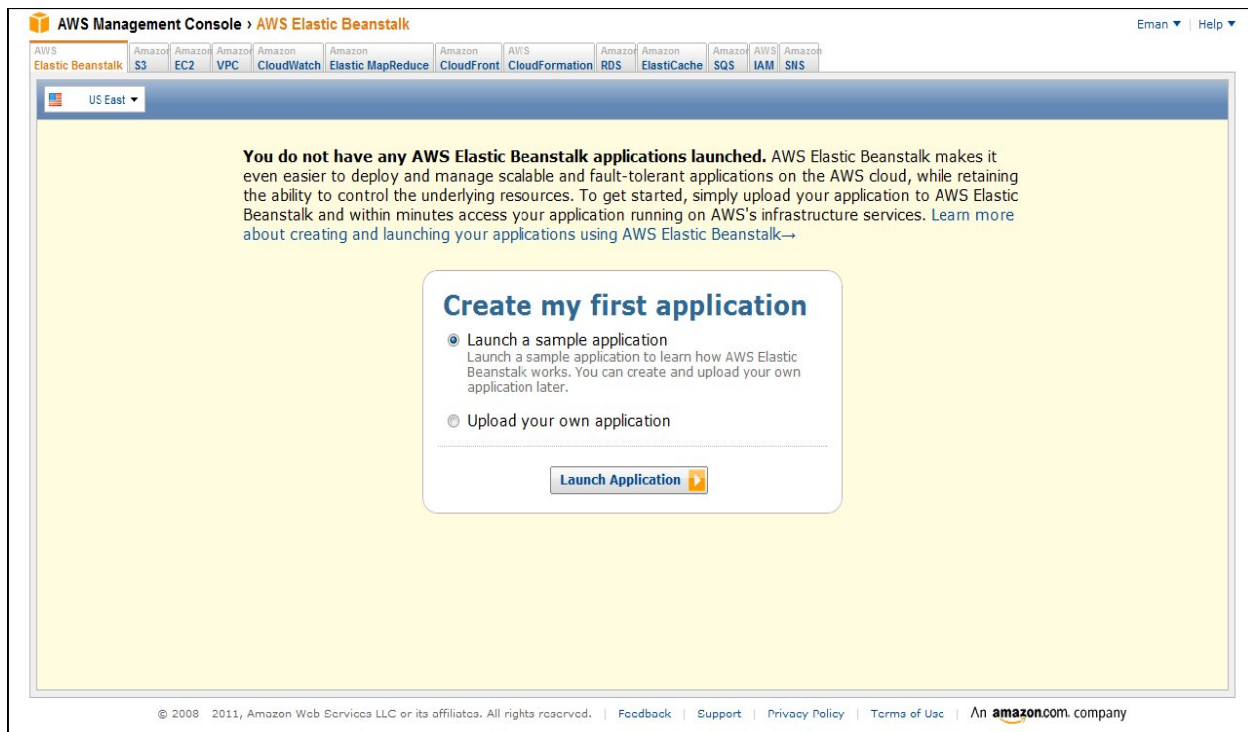 AWS Management Console › AWS Elastic Beanstalk
Eman ▼ | Help ▼
AWS Elastic Beanstalk
Amazon S3
Amazon EC2
Amazon VPC
Amazon CloudWatch
Amazon Elastic MapReduce
Amazon CloudFront
AWS CloudFormation
Amazon RDS
Amazon ElastiCache
Amazon SQS
AWS IAM
Amazon SNS
US East ▼
You do not have any AWS Elastic Beanstalk applications launched. AWS Elastic Beanstalk makes it
even easier to deploy and manage scalable and fault-tolerant applications on the AWS cloud, while retaining
the ability to control the underlying resources. To get started, simply upload your application to AWS Elastic
Beanstalk and within minutes access your application running on AWS's infrastructure services. Learn more
about creating and launching your applications using AWS Elastic Beanstalk→
Create my first application
Launch a sample application
Launch a sample application to learn how AWS Elastic
Beanstalk works. You can create and upload your own
application later.
Upload your own application
Launch Application
© 2008 2011, Amazon Web Services LLC or its affiliates. All rights reserved. | Feedback | Support | Privacy Policy | Terms of Use | An amazon.com. company